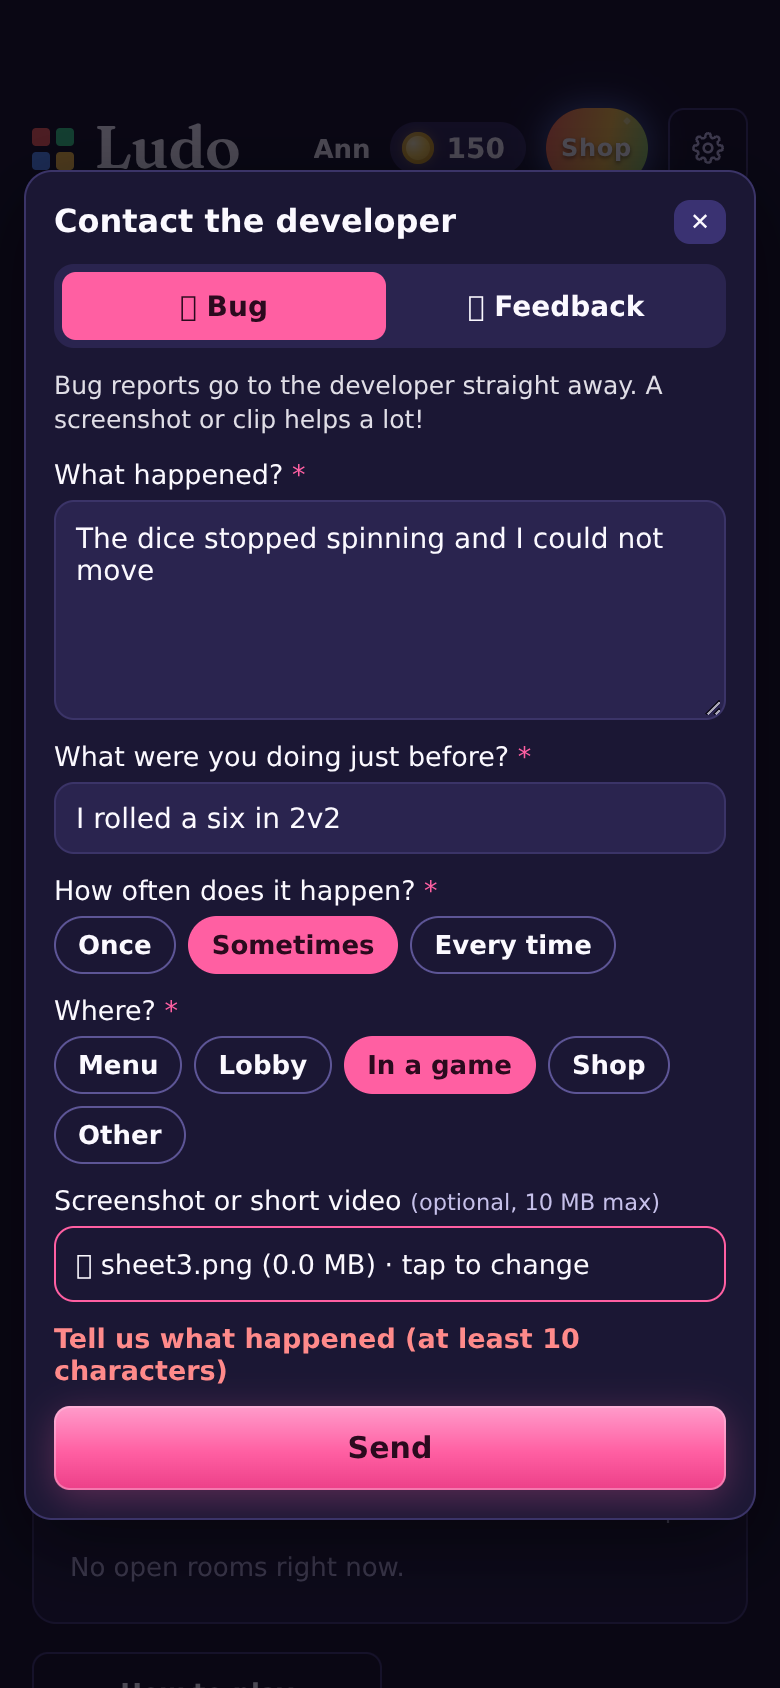 Ludo
Ann
150
Shop
Contact the developer
✕
Bug
Feedback
Bug reports go to the developer straight away. A
screenshot or clip helps a lot!
What happened? *
The dice stopped spinning and I could not
move
What were you doing just before? *
I rolled a six in 2v2
How often does it happen? *
Once
Sometimes
Every time
Where? *
Menu
Lobby
In a game
Shop
Other
Screenshot or short video (optional, 10 MB max)
sheet3.png (0.0 MB) · tap to change
Tell us what happened (at least 10
characters)
Send
No open rooms right now.